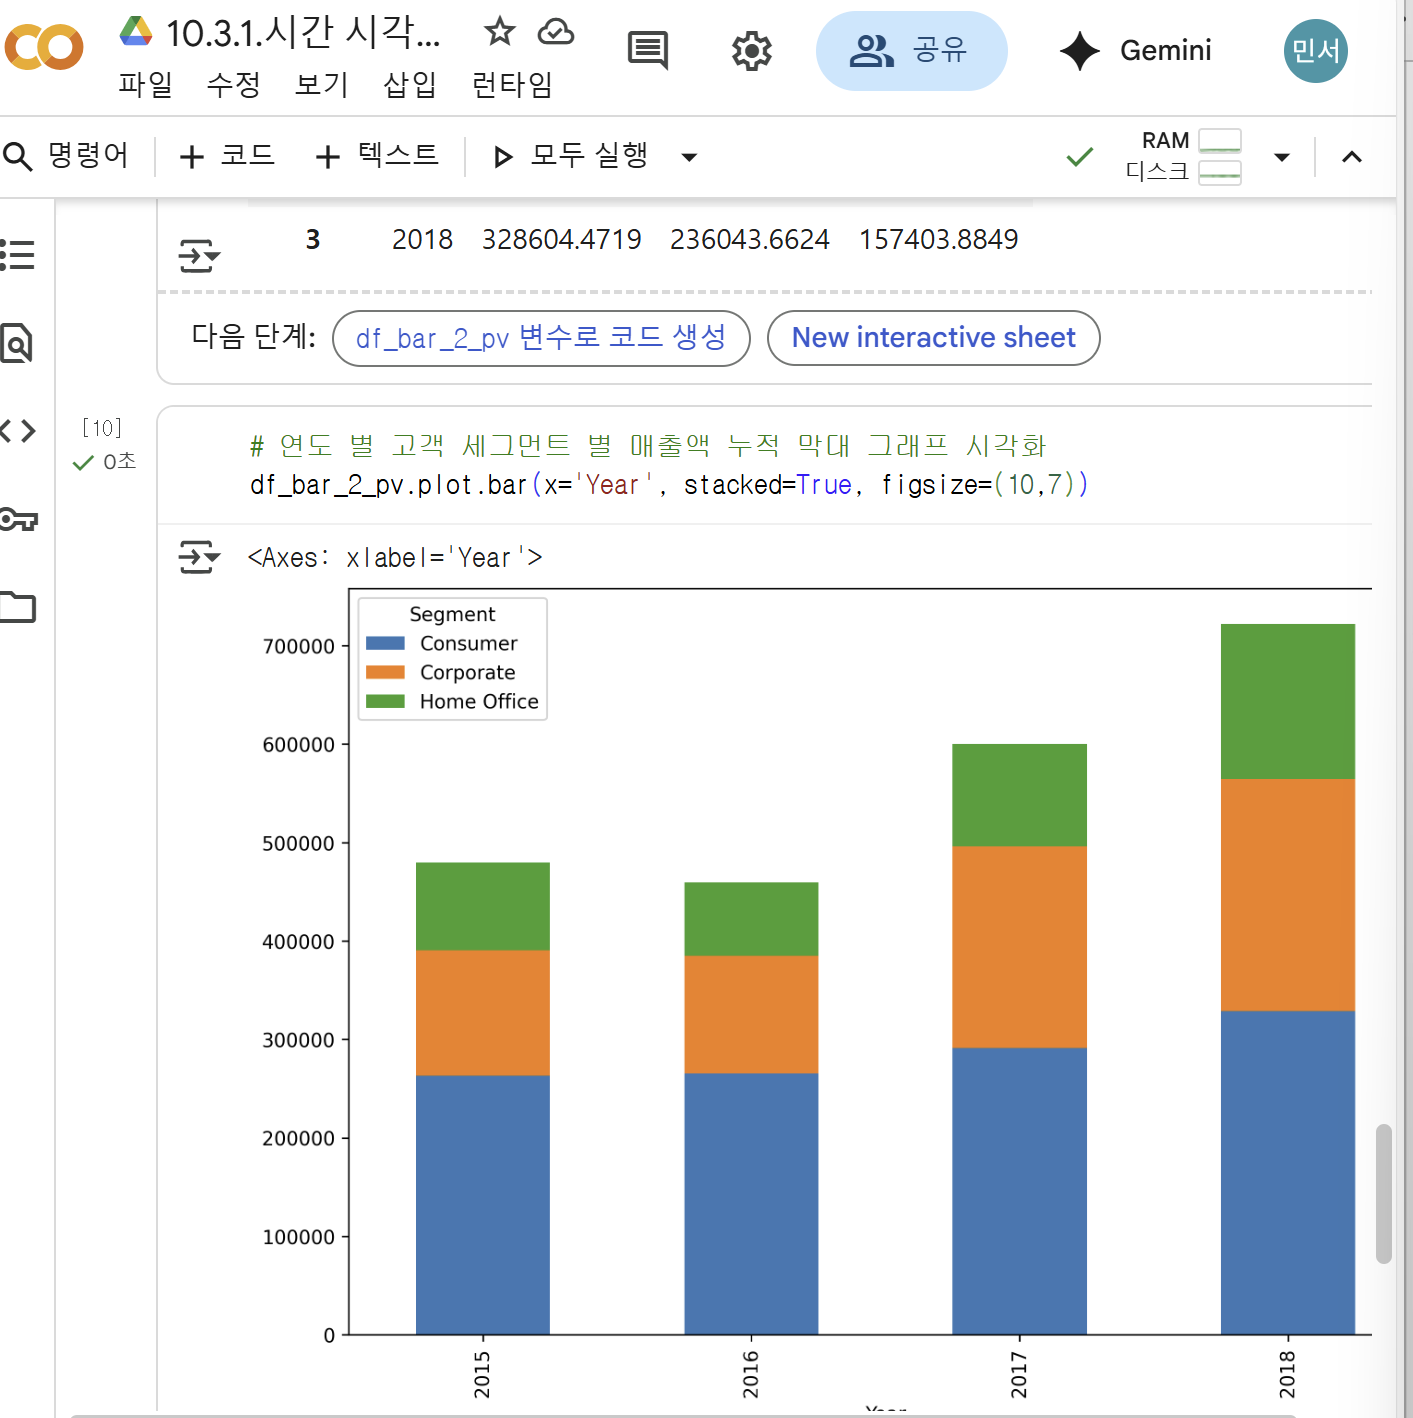 10.3.1.시간 시각...
파일 수정 보기 삽입 런타임
공유
Gemini
민서
명령어
+ 코드
+ 텍스트
모두 실행
RAM
디스크
3 2018 328604.4719 236043.6624 157403.8849
다음 단계: df_bar_2_pv 변수로 코드 생성 New interactive sheet
[10]
0초
# 연도 별 고객 세그먼트 별 매출액 누적 막대 그래프 시각화
df_bar_2_pv.plot.bar(x='Year', stacked=True, figsize=(10,7))
<Axes: xlabel='Year'>
Segment
Consumer
Corporate
Home Office
700000
600000
500000
400000
300000
200000
100000
0
2015 2016 2017 2018
Year